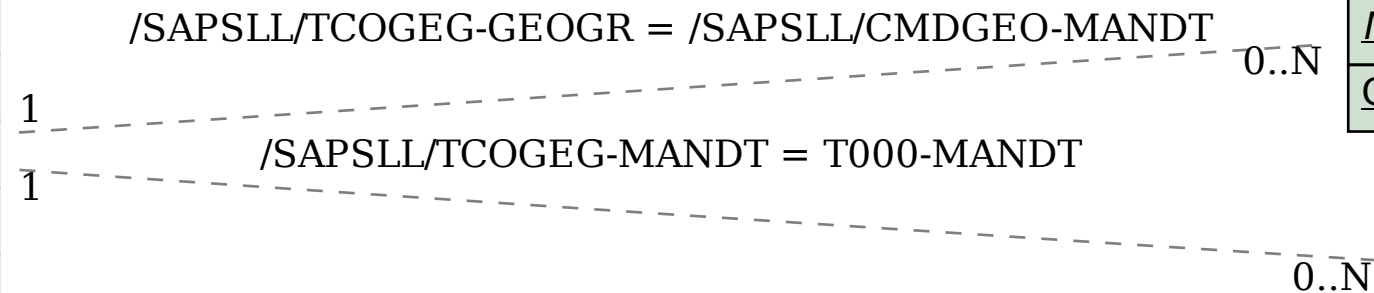 /SAPSLL/TCOGEG-GEOGR = /SAPSLL/CMDGEO-MANDT
0..N
1
/SAPSLL/TCOGEG-MANDT = T000-MANDT
1
0..N